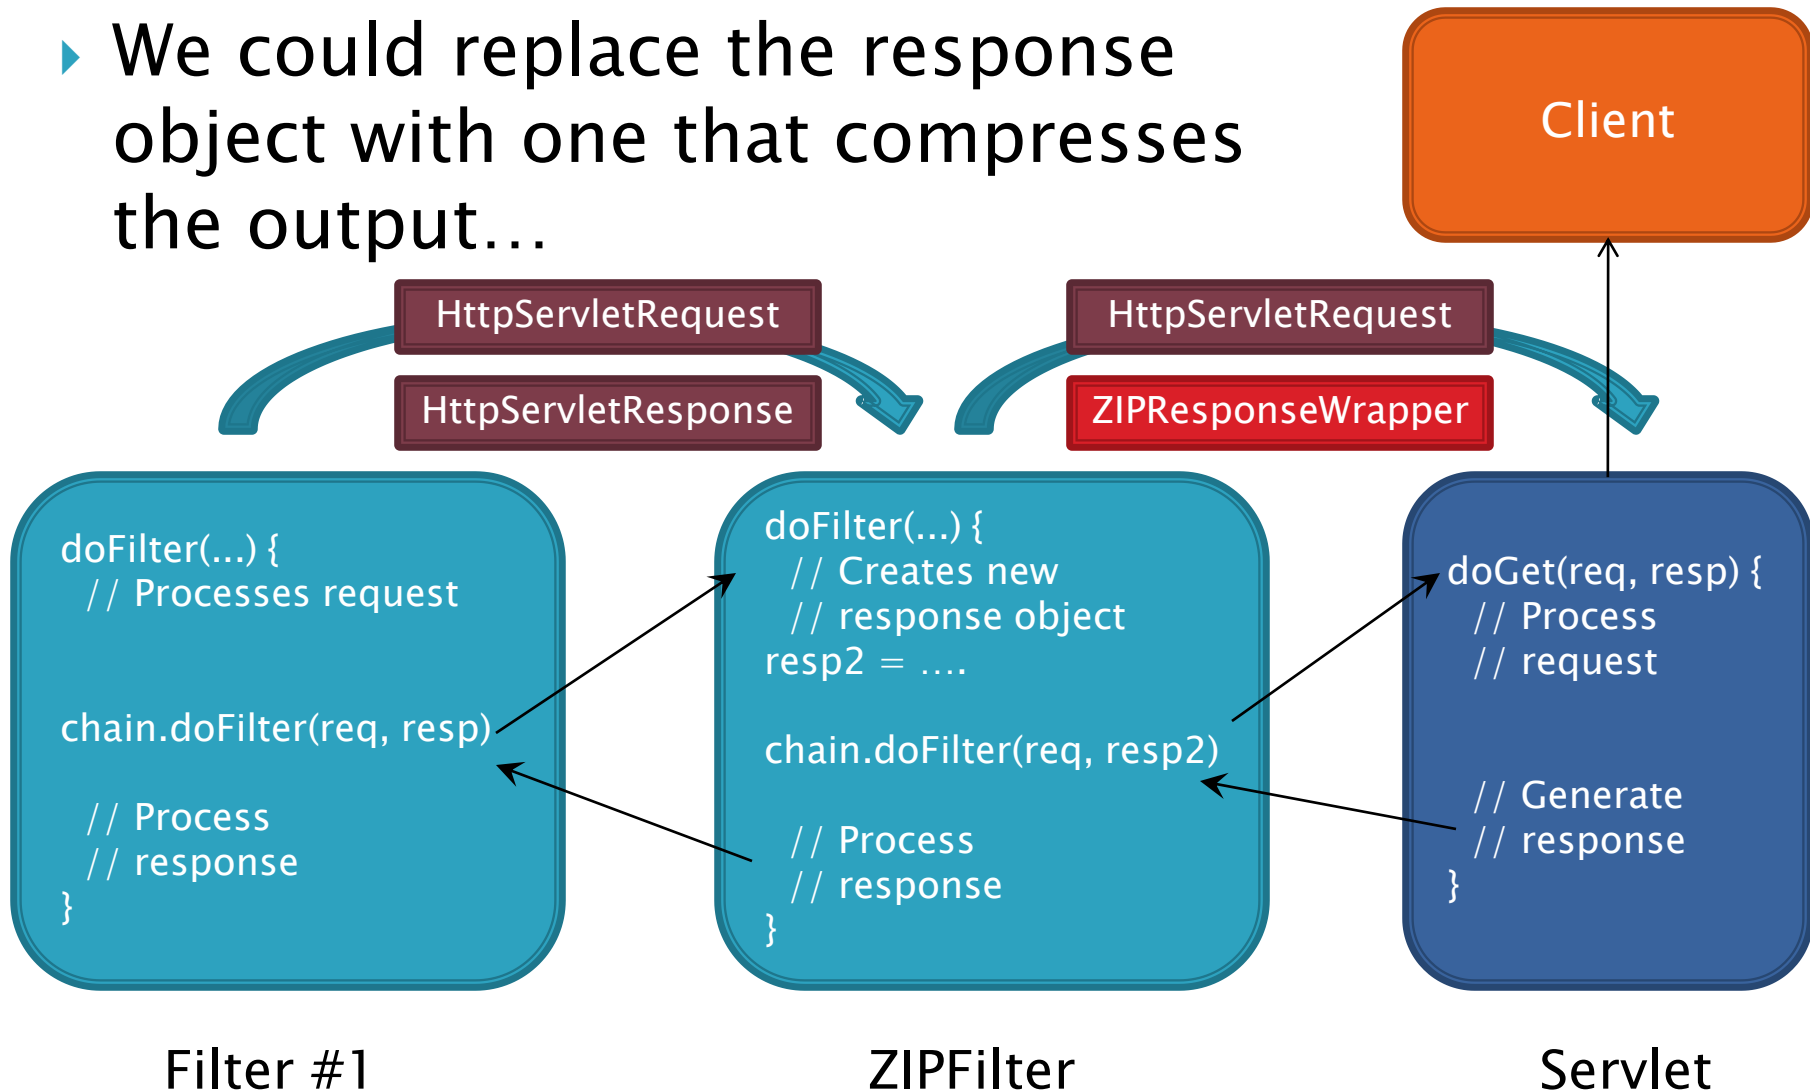 We could replace the response
object with one that compresses
the output…
Client
HttpServletRequest
HttpServletResponse
HttpServletRequest
ZIPResponseWrapper
doFilter(...) {
// Processes request
chain.doFilter(req, resp)
// Process
// response
}
doFilter(...) {
// Creates new
// response object
resp2 = ....
chain.doFilter(req, resp2)
// Process
// response
}
doGet(req, resp) {
// Process
// request
// Generate
// response
}
Filter #1
ZIPFilter
Servlet